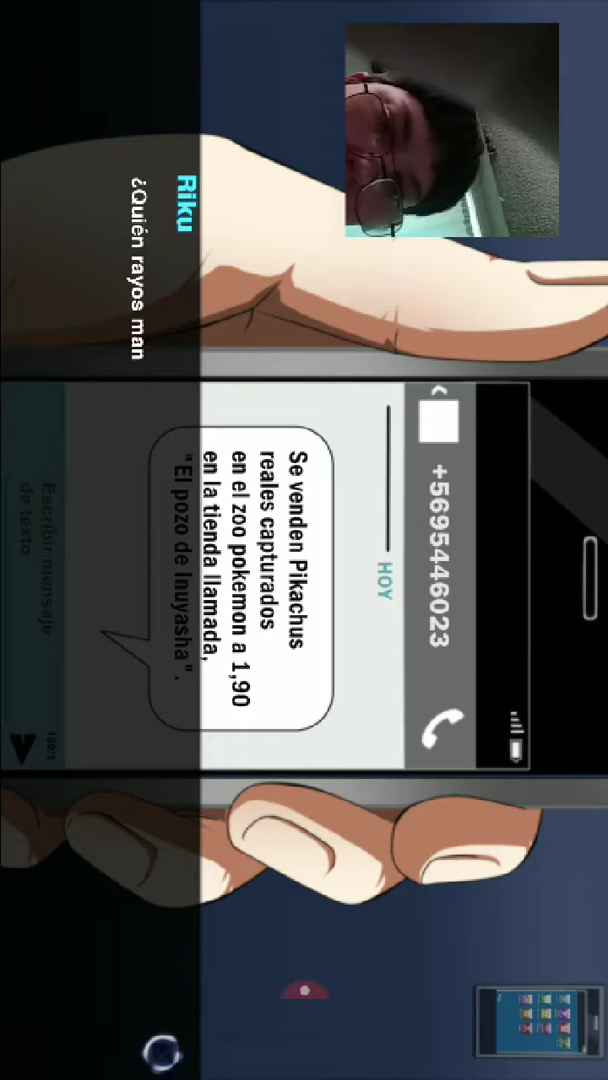 +5695446023
HOY
Se venden Pikachus
reales capturados
en el zoo pokemon a 1,90
en la tienda llamada,
"El pozo de Inuyasha".
Escribir mensaje
de texto
Riku
¿Quién rayos man